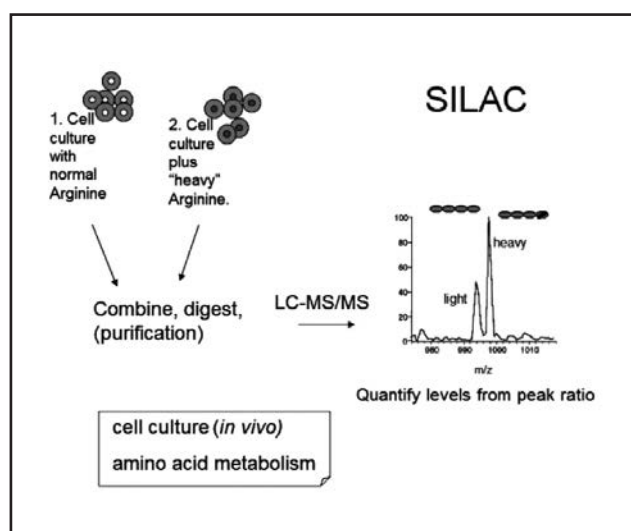 SILAC
1. Cell
culture
with
normal
Arginine
2. Cell
culture
plus
"heavy"
Arginine.
Combine, digest,
(purification)
LC-MS/MS
100
80
60
40
20
0
light
heavy
980
990
1000
1010
m/z
Quantify levels from peak ratio
cell culture (in vivo)
amino acid metabolism